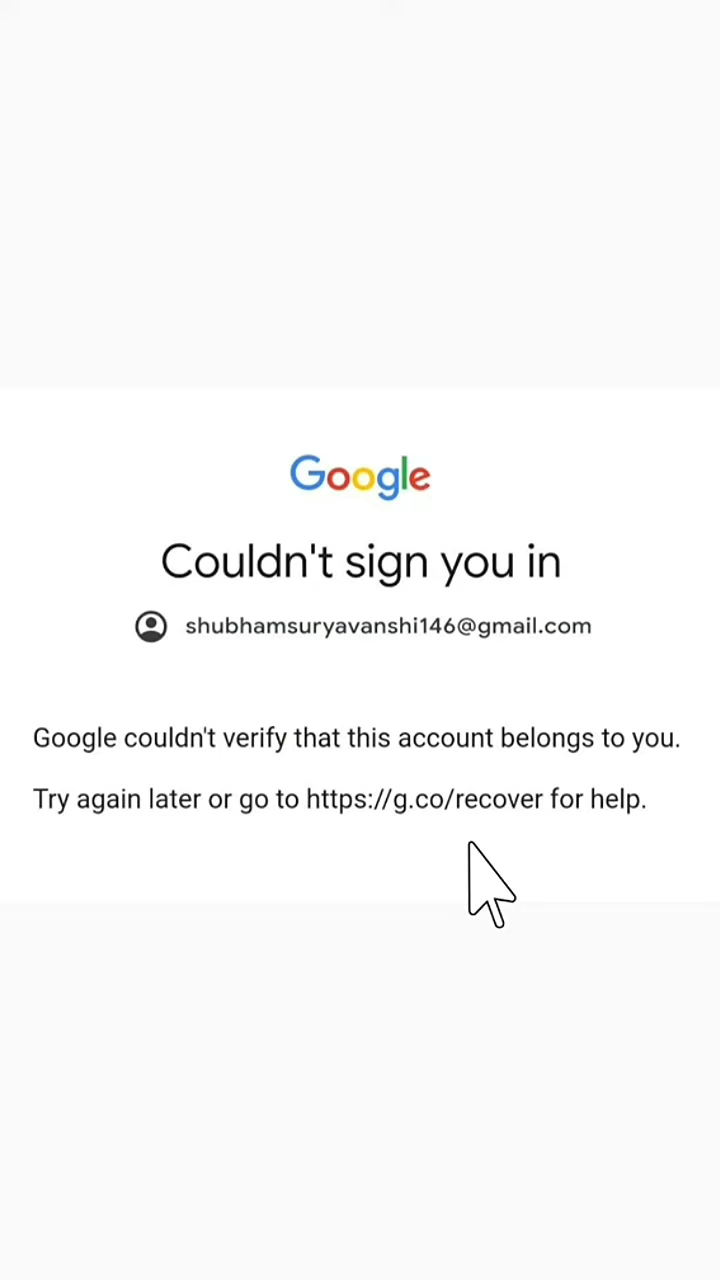 Google
Couldn't sign you in
shubhamsuryavanshi146@gmail.com
Google couldn't verify that this account belongs to you.
Try again later or go to https://g.co/recover for help.